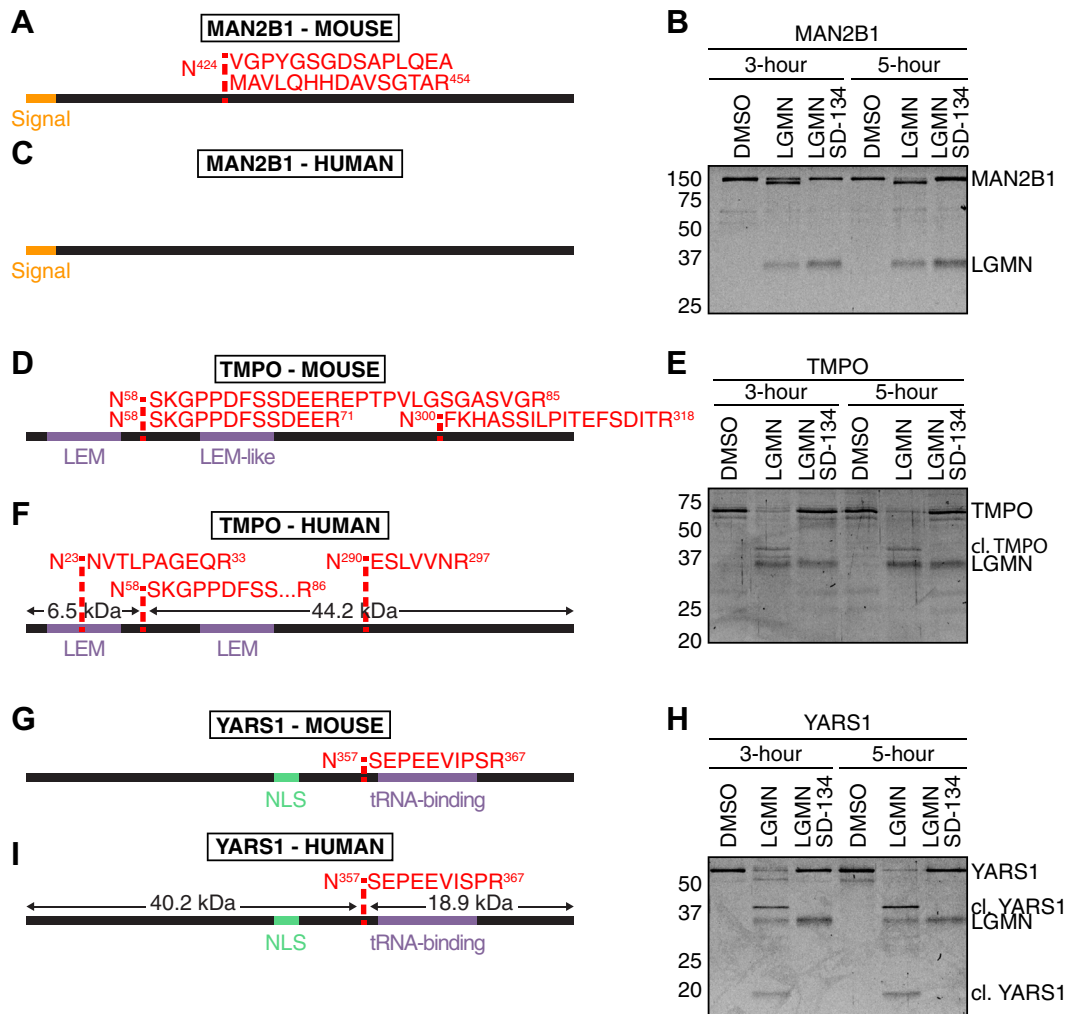 A
MAN2B1 - MOUSE
N424 VGPYGSGDSAPLQEA
MAVLQHHDAVSGTAR454
Signal
B
MAN2B1
3-hour 5-hour
DMSO LGMN LGMN SD-134 DMSO LGMN LGMN SD-134
150 MAN2B1
75
50
37 LGMN
25
C
MAN2B1 - HUMAN
Signal
D
TMPO - MOUSE
N58 SKGPPDFSSDEEREPTPVLGSGASVGR85
N58 SKGPPDFSSDEER71 N300 FKHASSILPITEFSDITR318
LEM LEM-like
E
TMPO
3-hour 5-hour
DMSO LGMN LGMN SD-134 DMSO LGMN LGMN SD-134
75 TMPO
50
cl. TMPO
37 LGMN
25
20
F
TMPO - HUMAN
N23 NVTLPAGEQR33 N290 ESLVVNR297
N58 SKGPPDFSS...R86
6.5 kDa 44.2 kDa
LEM LEM
G
YARS1 - MOUSE
N357 SEPEEVIPSR367
NLS tRNA-binding
H
YARS1
3-hour 5-hour
DMSO LGMN LGMN SD-134 DMSO LGMN LGMN SD-134
YARS1
50
cl. YARS1
37 LGMN
25
20 cl. YARS1
I
YARS1 - HUMAN
N357 SEPEEVISPR367
40.2 kDa 18.9 kDa
NLS tRNA-binding